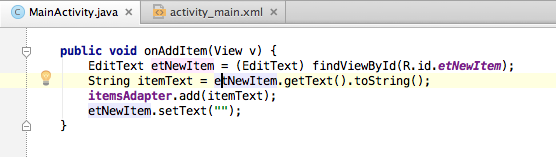 MainActivity.java × activity_main.xml ×
public void onAddItem(View v) {
EditText etNewItem = (EditText) findViewById(R.id.etNewItem);
String itemText = etNewItem.getText().toString();
itemsAdapter.add(itemText);
etNewItem.setText("");
}